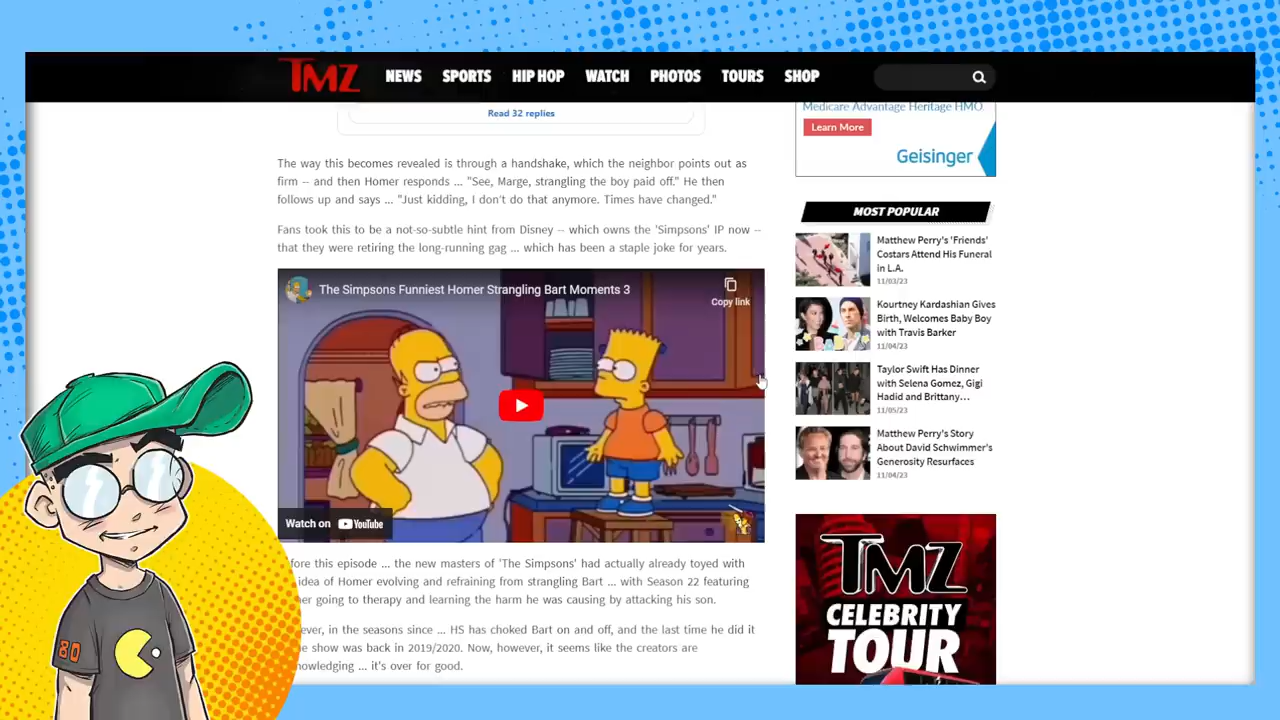 TMZ
NEWS SPORTS HIP HOP WATCH PHOTOS TOURS SHOP
Read 32 replies
The way this becomes revealed is through a handshake, which the neighbor points out as
firm -- and then Homer responds ... "See, Marge, strangling the boy paid off." He then
follows up and says ... "Just kidding, I don't do that anymore. Times have changed."
Fans took this to be a not-so-subtle hint from Disney -- which owns the 'Simpsons' IP now --
that they were retiring the long-running gag ... which has been a staple joke for years.
The Simpsons Funniest Homer Strangling Bart Moments 3
Copy link
Watch on YouTube
fore this episode ... the new masters of 'The Simpsons' had actually already toyed with
idea of Homer evolving and refraining from strangling Bart ... with Season 22 featuring
er going to therapy and learning the harm he was causing by attacking his son.
ever, in the seasons since ... HS has choked Bart on and off, and the last time he did it
e show was back in 2019/2020. Now, however, it seems like the creators are
nowledging ... it's over for good.
Medicare Advantage Heritage HMO
Learn More
Geisinger
MOST POPULAR
Matthew Perry's 'Friends'
Costars Attend His Funeral
in L.A.
11/03/23
Kourtney Kardashian Gives
Birth, Welcomes Baby Boy
with Travis Barker
11/04/23
Taylor Swift Has Dinner
with Selena Gomez, Gigi
Hadid and Brittany...
11/05/23
Matthew Perry's Story
About David Schwimmer's
Generosity Resurfaces
11/04/23
TMZ
CELEBRITY
TOUR
80